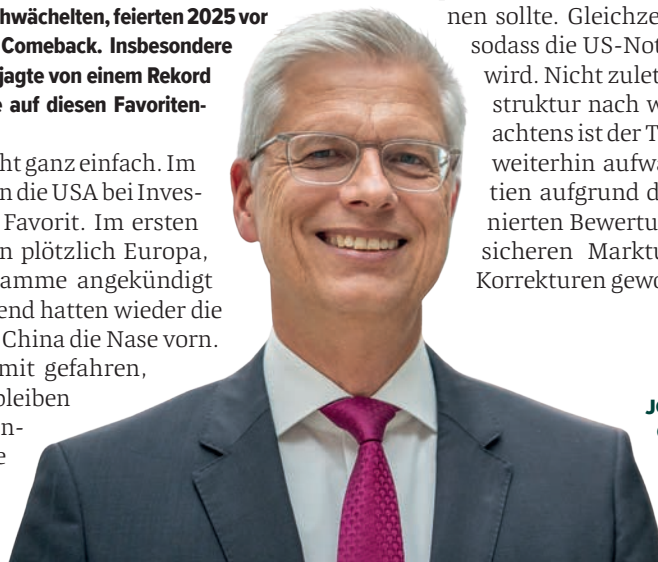 hwächelten, feierten 2025 vor
Comeback. Insbesondere
jagte von einem Rekord
auf diesen Favoriten-
ht ganz einfach. Im
n die USA bei Inves-
Favorit. Im ersten
n plötzlich Europa,
amme angekündigt
end hatten wieder die
China die Nase vorn.
mit gefahren,
bleiben
n-
e
nen sollte. Gleichze
sodass die US-Not
wird. Nicht zulet
struktur nach w
achtens ist der T
weiterhin aufwä
tien aufgrund d
nierten Bewertu
sicheren Marktu
Korrekturen gewo